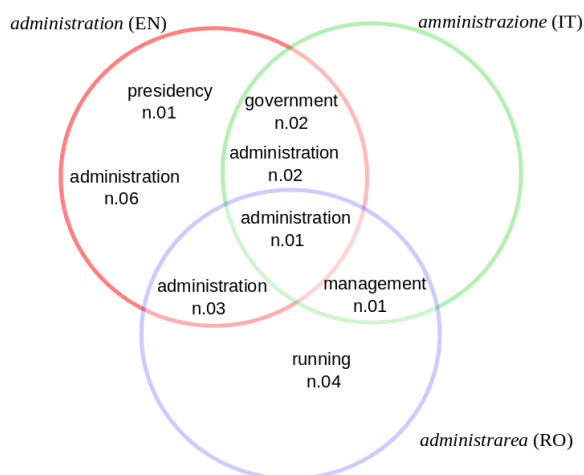 administration (EN)
amministrazione (IT)
presidency
n.01
government
n.02
administration
n.02
administration
n.06
administration
n.01
administration
n.03
management
n.01
running
n.04
administrarea (RO)